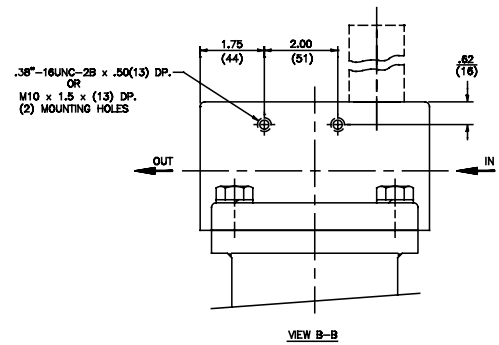 1.75
(44)
2.00
(51)
.62
(16)
.38"-16UNC-2B x .50(13) DP.
OR
M10 x 1.5 x (13) DP.
(2) MOUNTING HOLES
OUT
IN
VIEW B-B